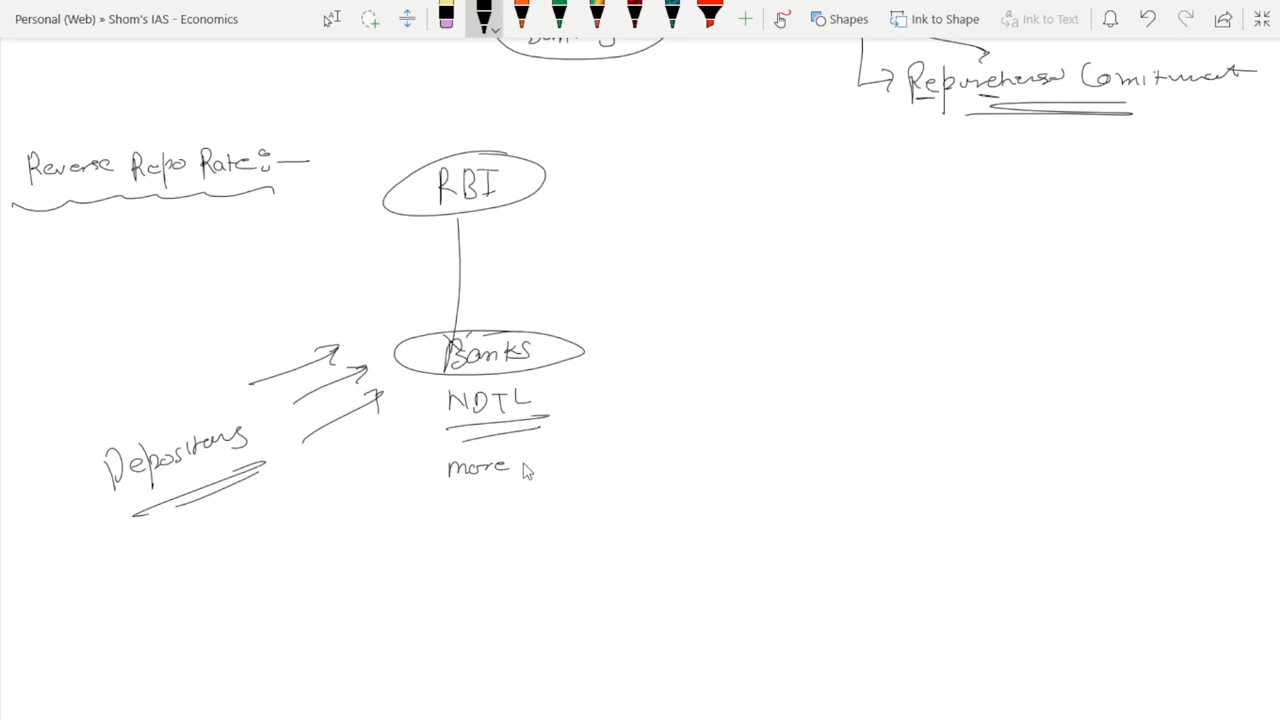 Personal (Web) » Shom's IAS - Economics
Shapes
Ink to Shape
Ink to Text
Repurchase Comitment
Reverse Repo Rate :-
RBI
Banks
NDTL
Depositors
more